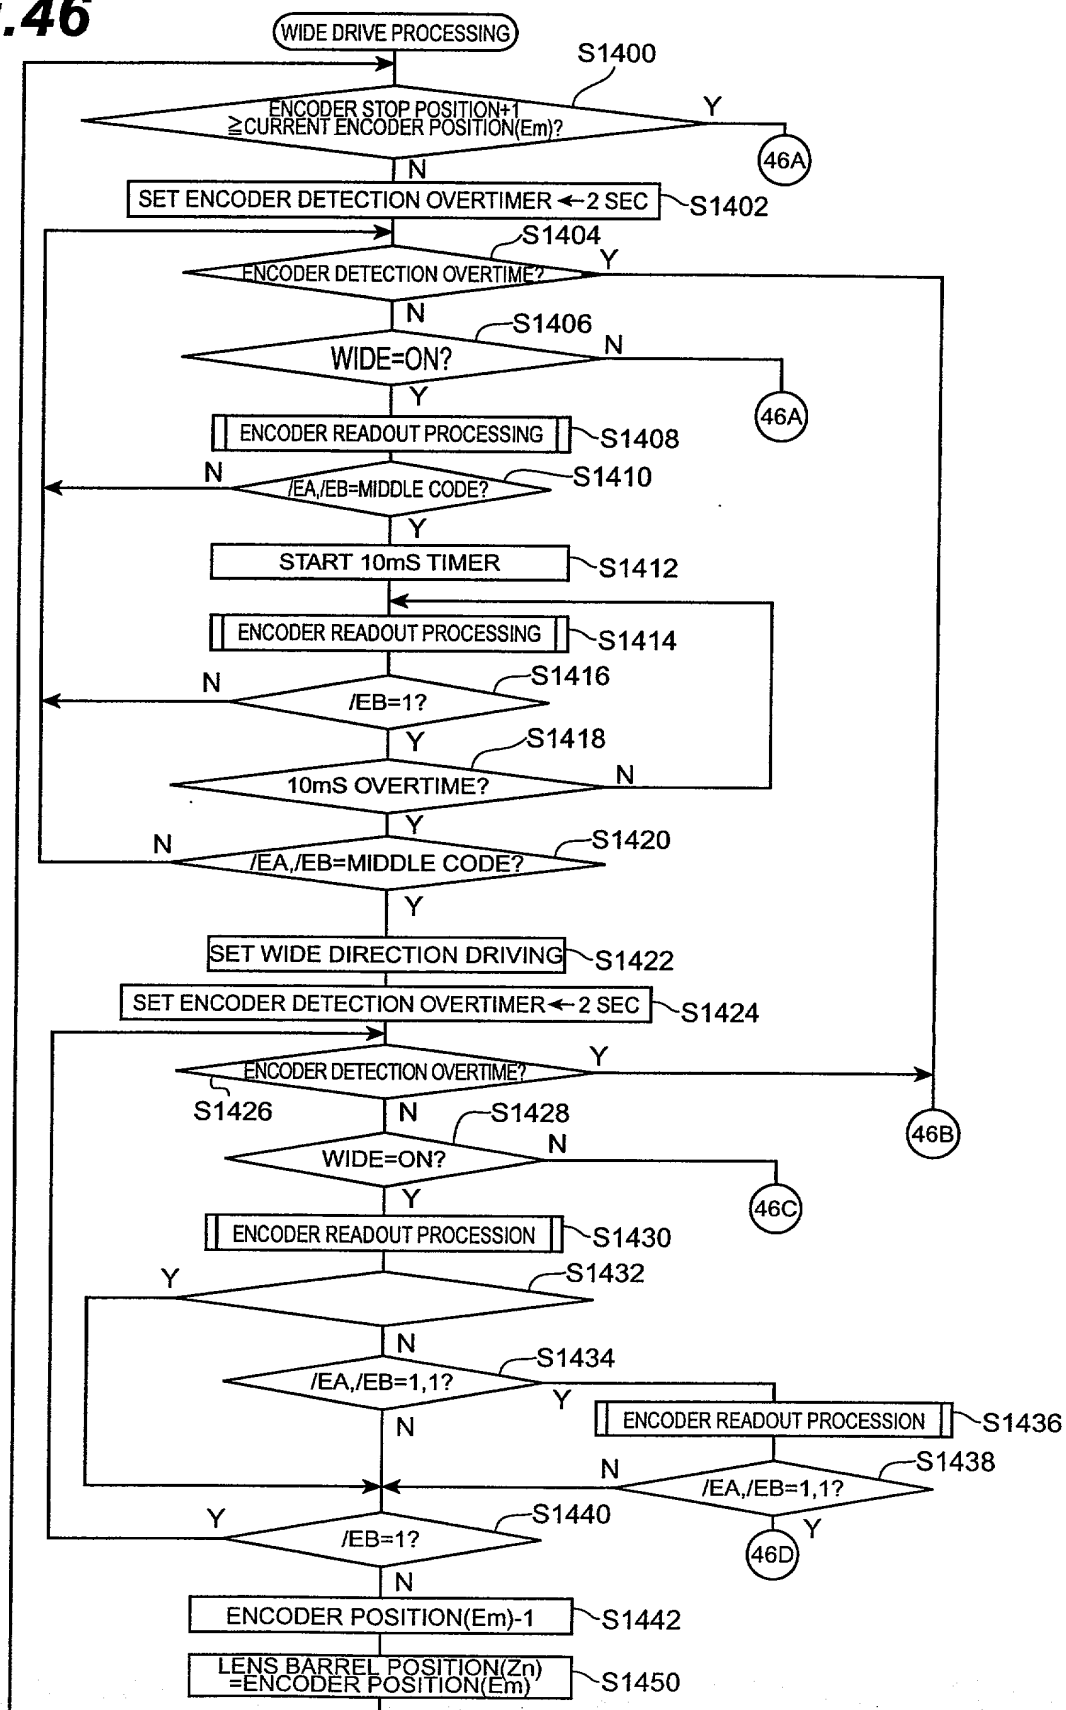 .46
WIDE DRIVE PROCESSING
S1400
ENCODER STOP POSITION+1
≧CURRENT ENCODER POSITION(Em)?
Y
46A
N
SET ENCODER DETECTION OVERTIMER ← 2 SEC
S1402
S1404
ENCODER DETECTION OVERTIME?
Y
N
S1406
WIDE=ON?
N
46A
Y
ENCODER READOUT PROCESSING
S1408
N
S1410
/EA,/EB=MIDDLE CODE?
Y
START 10mS TIMER
S1412
ENCODER READOUT PROCESSING
S1414
N
S1416
/EB=1?
Y
S1418
10mS OVERTIME?
N
Y
N
S1420
/EA,/EB=MIDDLE CODE?
Y
SET WIDE DIRECTION DRIVING
S1422
SET ENCODER DETECTION OVERTIMER ← 2 SEC
S1424
ENCODER DETECTION OVERTIME?
Y
S1426
N
46B
S1428
WIDE=ON?
N
46C
Y
ENCODER READOUT PROCESSION
S1430
Y
S1432
N
S1434
/EA,/EB=1,1?
Y
N
ENCODER READOUT PROCESSION
S1436
S1438
/EA,/EB=1,1?
N
Y
46D
S1440
/EB=1?
Y
N
ENCODER POSITION(Em)-1
S1442
LENS BARREL POSITION(Zn)
=ENCODER POSITION(Em)
S1450